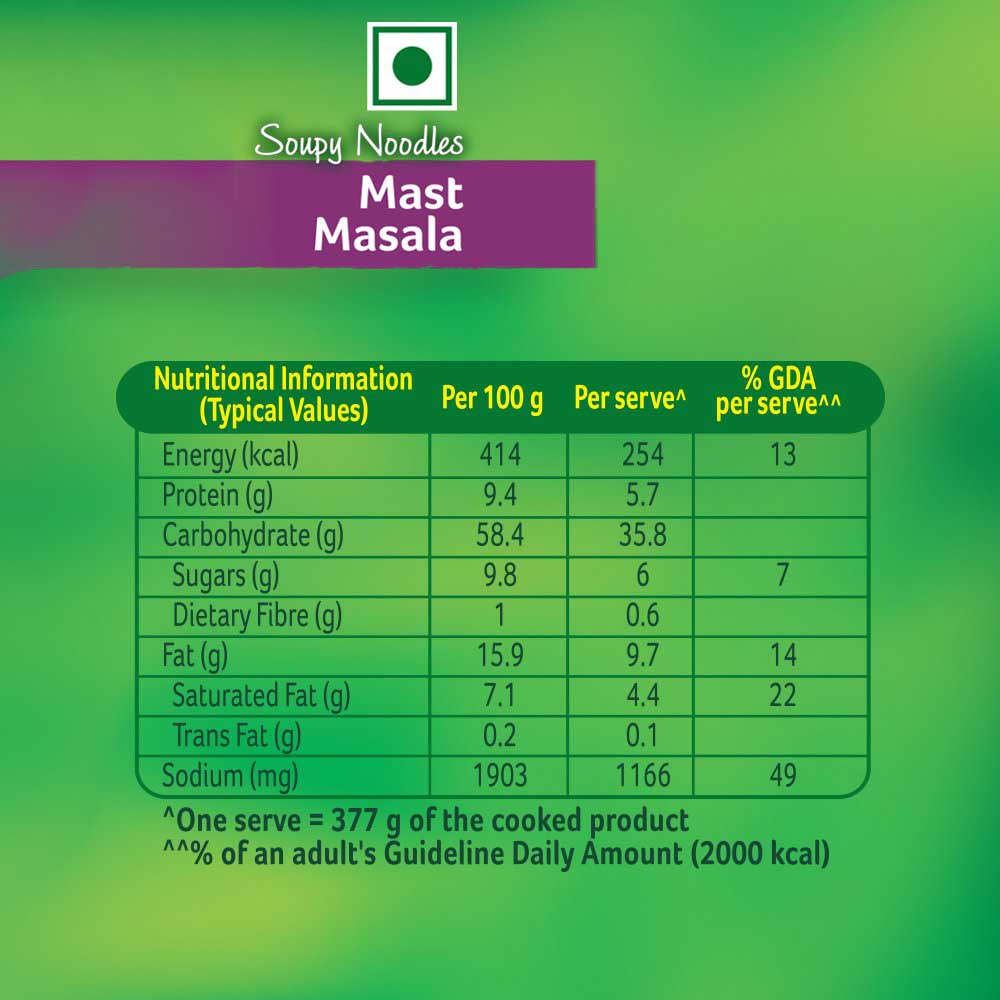 Soupy Noodles
Mast
Masala
Nutritional Information (Typical Values) Per 100 g Per serve^ % GDA per serve^^
Energy (kcal) 414 254 13
Protein (g) 9.4 5.7
Carbohydrate (g) 58.4 35.8
Sugars (g) 9.8 6 7
Dietary Fibre (g) 1 0.6
Fat (g) 15.9 9.7 14
Saturated Fat (g) 7.1 4.4 22
Trans Fat (g) 0.2 0.1
Sodium (mg) 1903 1166 49
^One serve = 377 g of the cooked product
^^% of an adult's Guideline Daily Amount (2000 kcal)